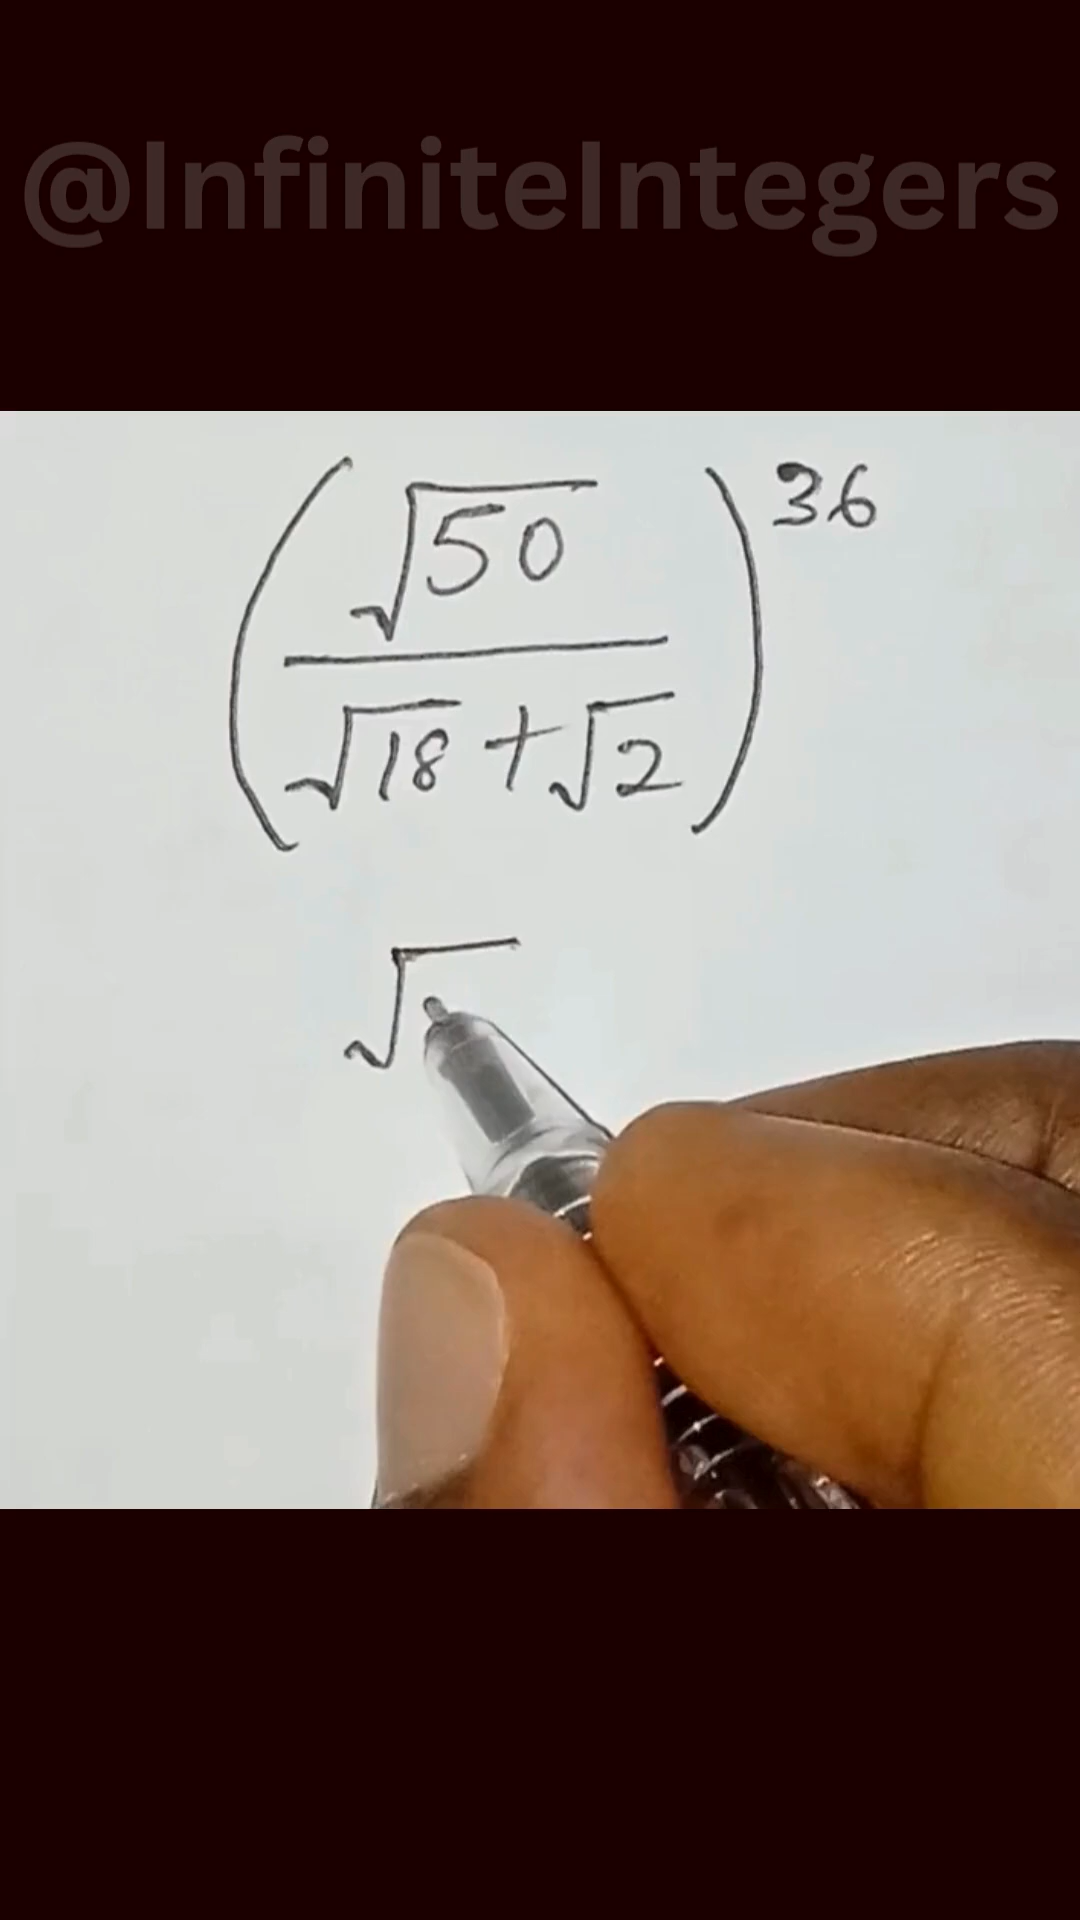 @InfiniteIntegers
(√50 / (√18 + √2))^36
√